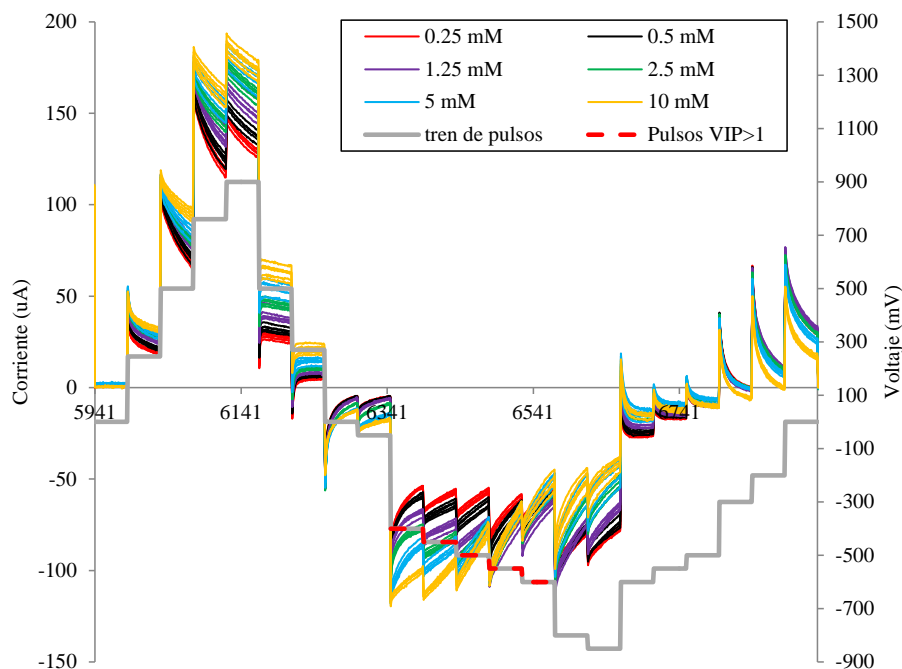 200
150
100
50
0
-50
-100
-150
Corriente (uA)
5941
6141
6341
6541
6741
1500
1300
1100
900
700
500
300
100
-100
-300
-500
-700
-900
Voltaje (mV)
0.25 mM
0.5 mM
1.25 mM
2.5 mM
5 mM
10 mM
tren de pulsos
Pulsos VIP>1